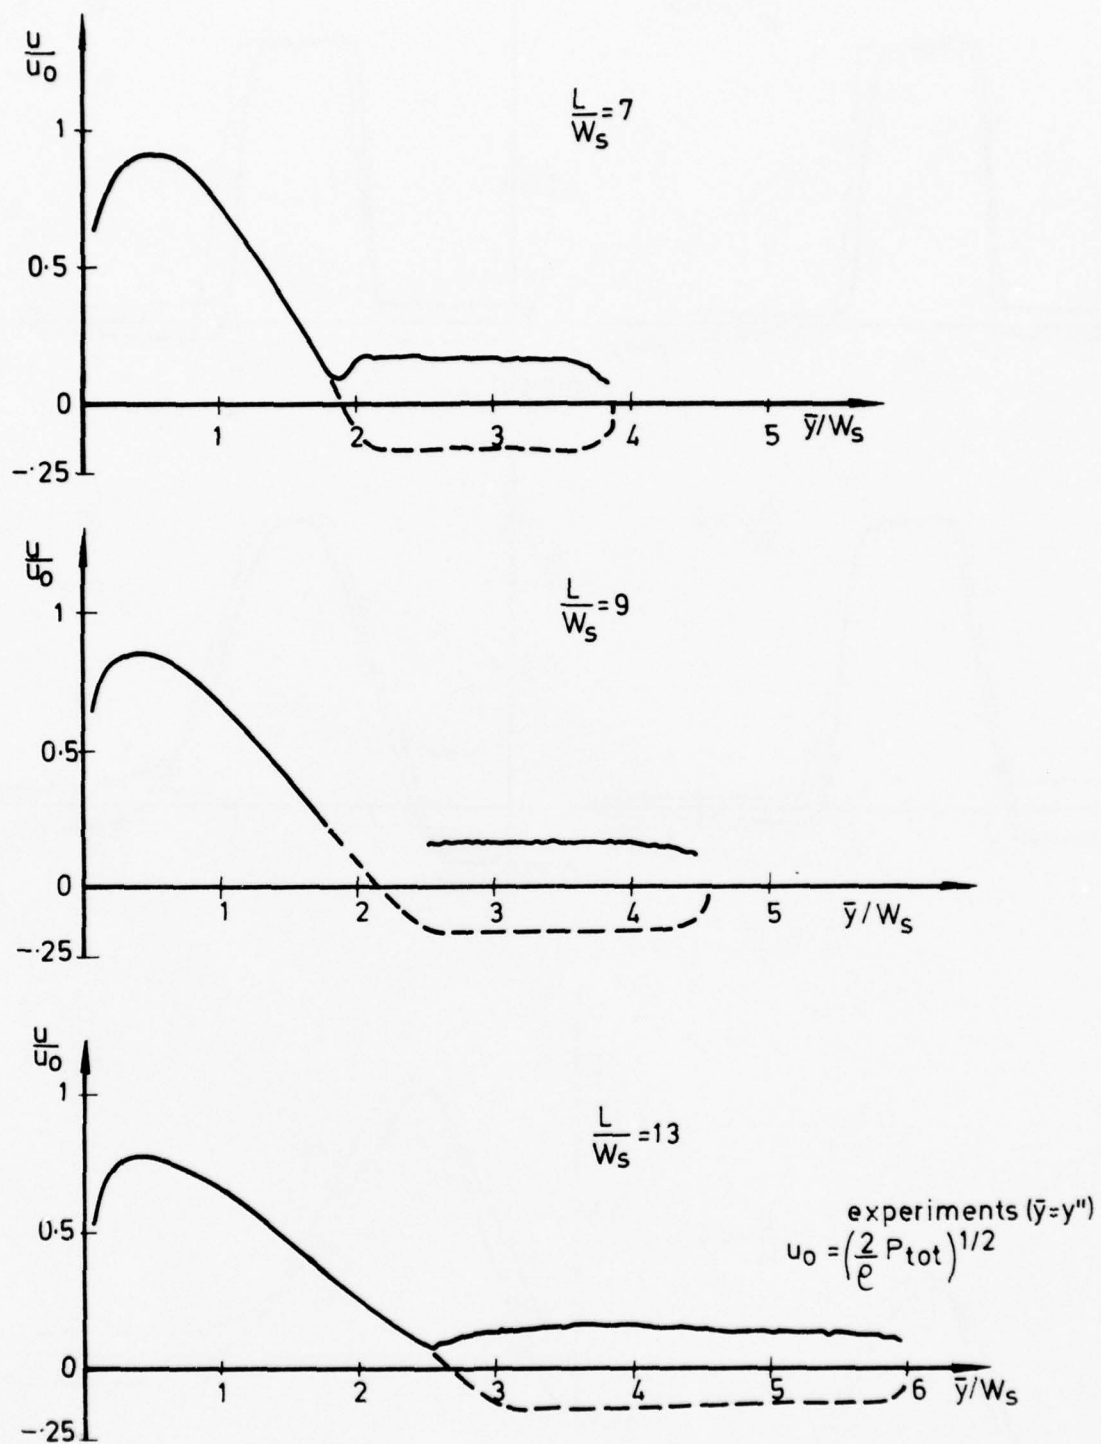 u/u₀
L/Wₛ = 7
1
0·5
0
1 2 3 4 5 ȳ/Wₛ
-·25
u/u₀
L/Wₛ = 9
1
0·5
0
1 2 3 4 5 ȳ/Wₛ
-·25
u/u₀
1
L/Wₛ = 13
experiments (ȳ=y")
0·5
u₀ = (2/ρ Ptot)^1/2
0
1 2 3 4 5 6 ȳ/Wₛ
-·25